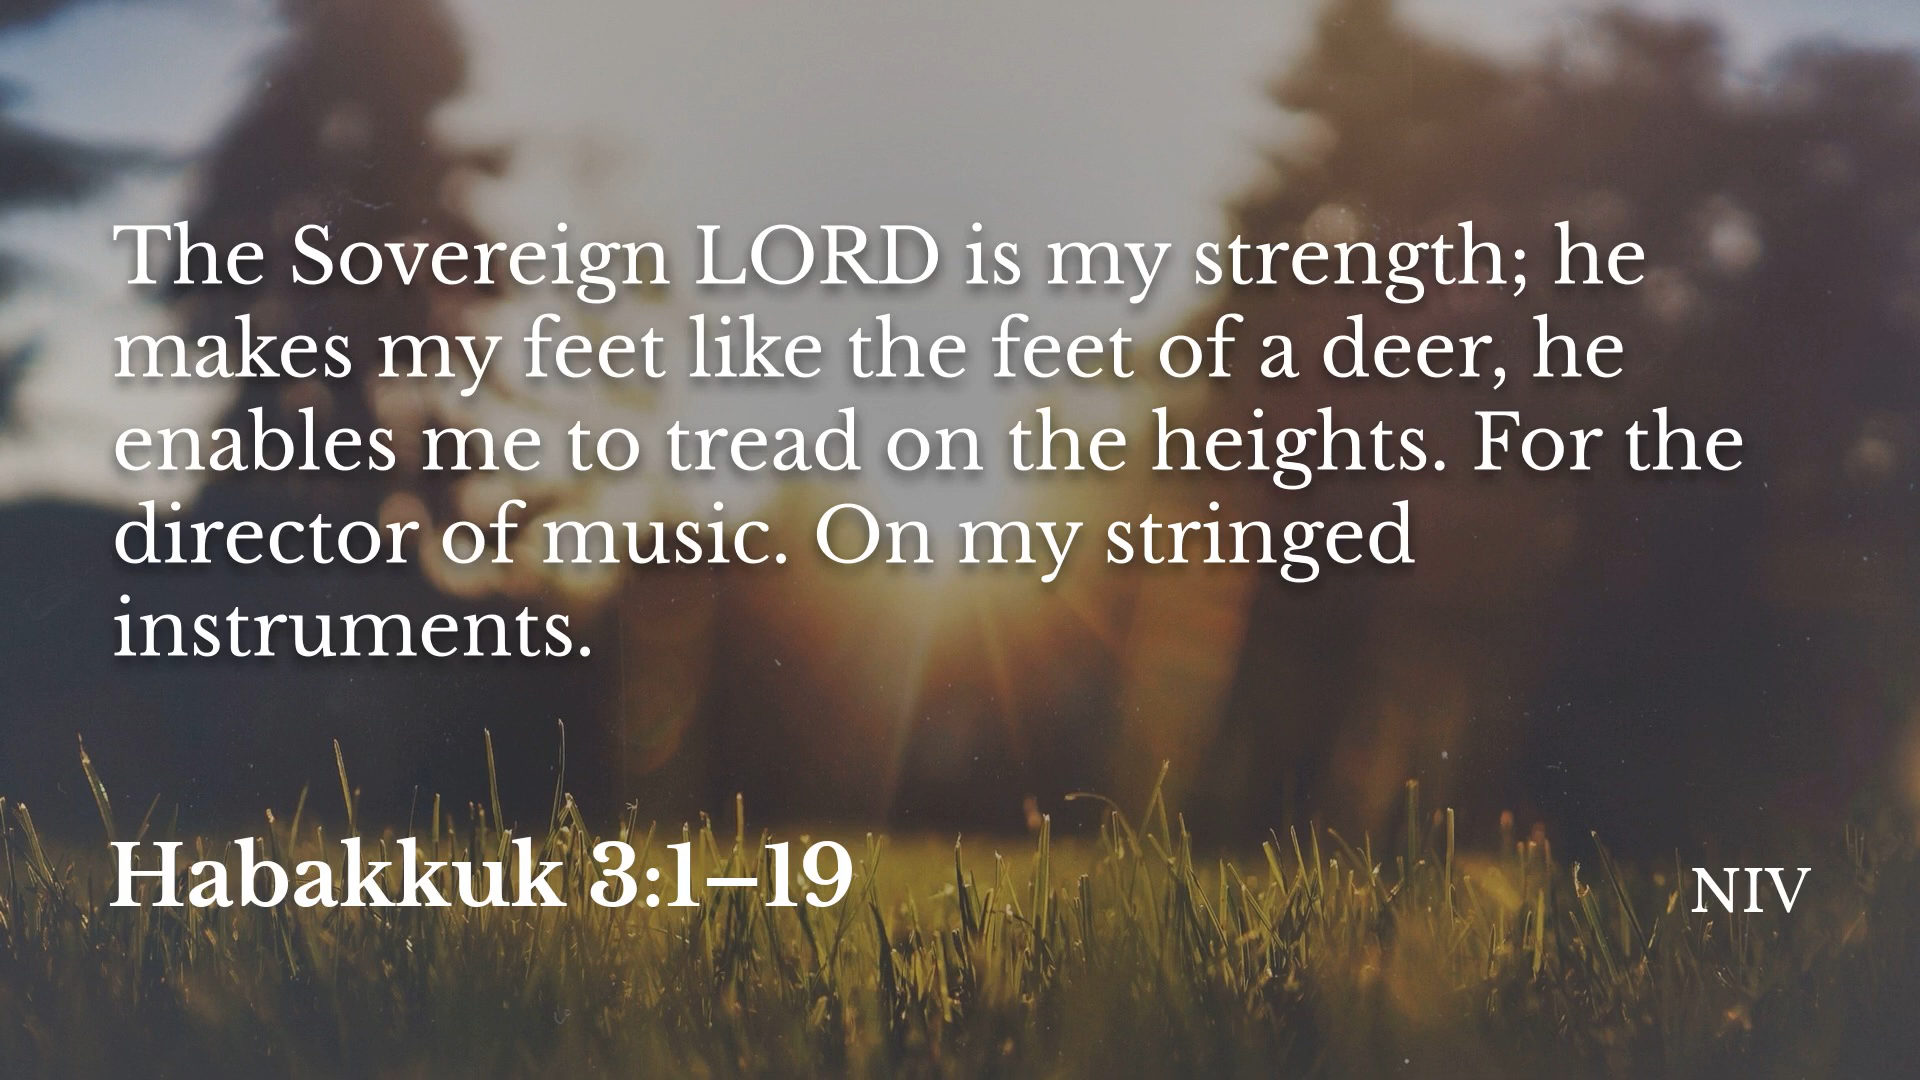 The Sovereign LORD is my strength; he
makes my feet like the feet of a deer, he
enables me to tread on the heights. For the
director of music. On my stringed
instruments.
Habakkuk 3:1–19
NIV